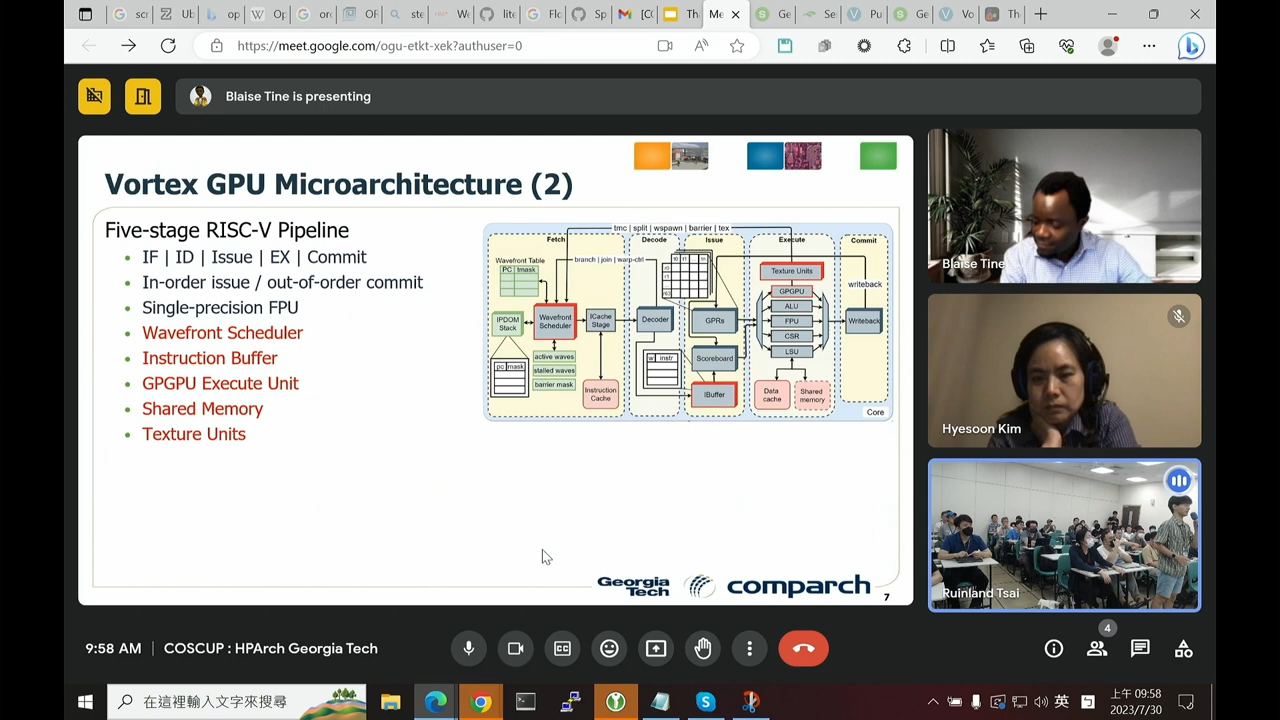 https://meet.google.com/ogu-etkt-xek?authuser=0
Blaise Tine is presenting
Vortex GPU Microarchitecture (2)
Five-stage RISC-V Pipeline
IF | ID | Issue | EX | Commit
In-order issue / out-of-order commit
Single-precision FPU
Wavefront Scheduler
Instruction Buffer
GPGPU Execute Unit
Shared Memory
Texture Units
tmc | split | wspawn | barrier | tex
Fetch
Decode
Issue
Execute
Commit
Wavefront Table
PC
tmask
branch | join | warp-ctrl
IPDOM
Stack
Wavefront
Scheduler
ICache
Stage
Decoder
GPRs
Scoreboard
IBuffer
Texture Units
GPGPU
ALU
FPU
CSR
LSU
writeback
Writeback
pc
mask
active waves
stalled waves
barrier mask
Instruction
Cache
w
instr
Data
cache
Shared
memory
Core
Georgia
Tech
comparch
7
Blaise Tine
Hyesoon Kim
Ruinland Tsai
9:58 AM
COSCUP : HPArch Georgia Tech
4
在這裡輸入文字來搜尋
英
上午 09:58
2023/7/30